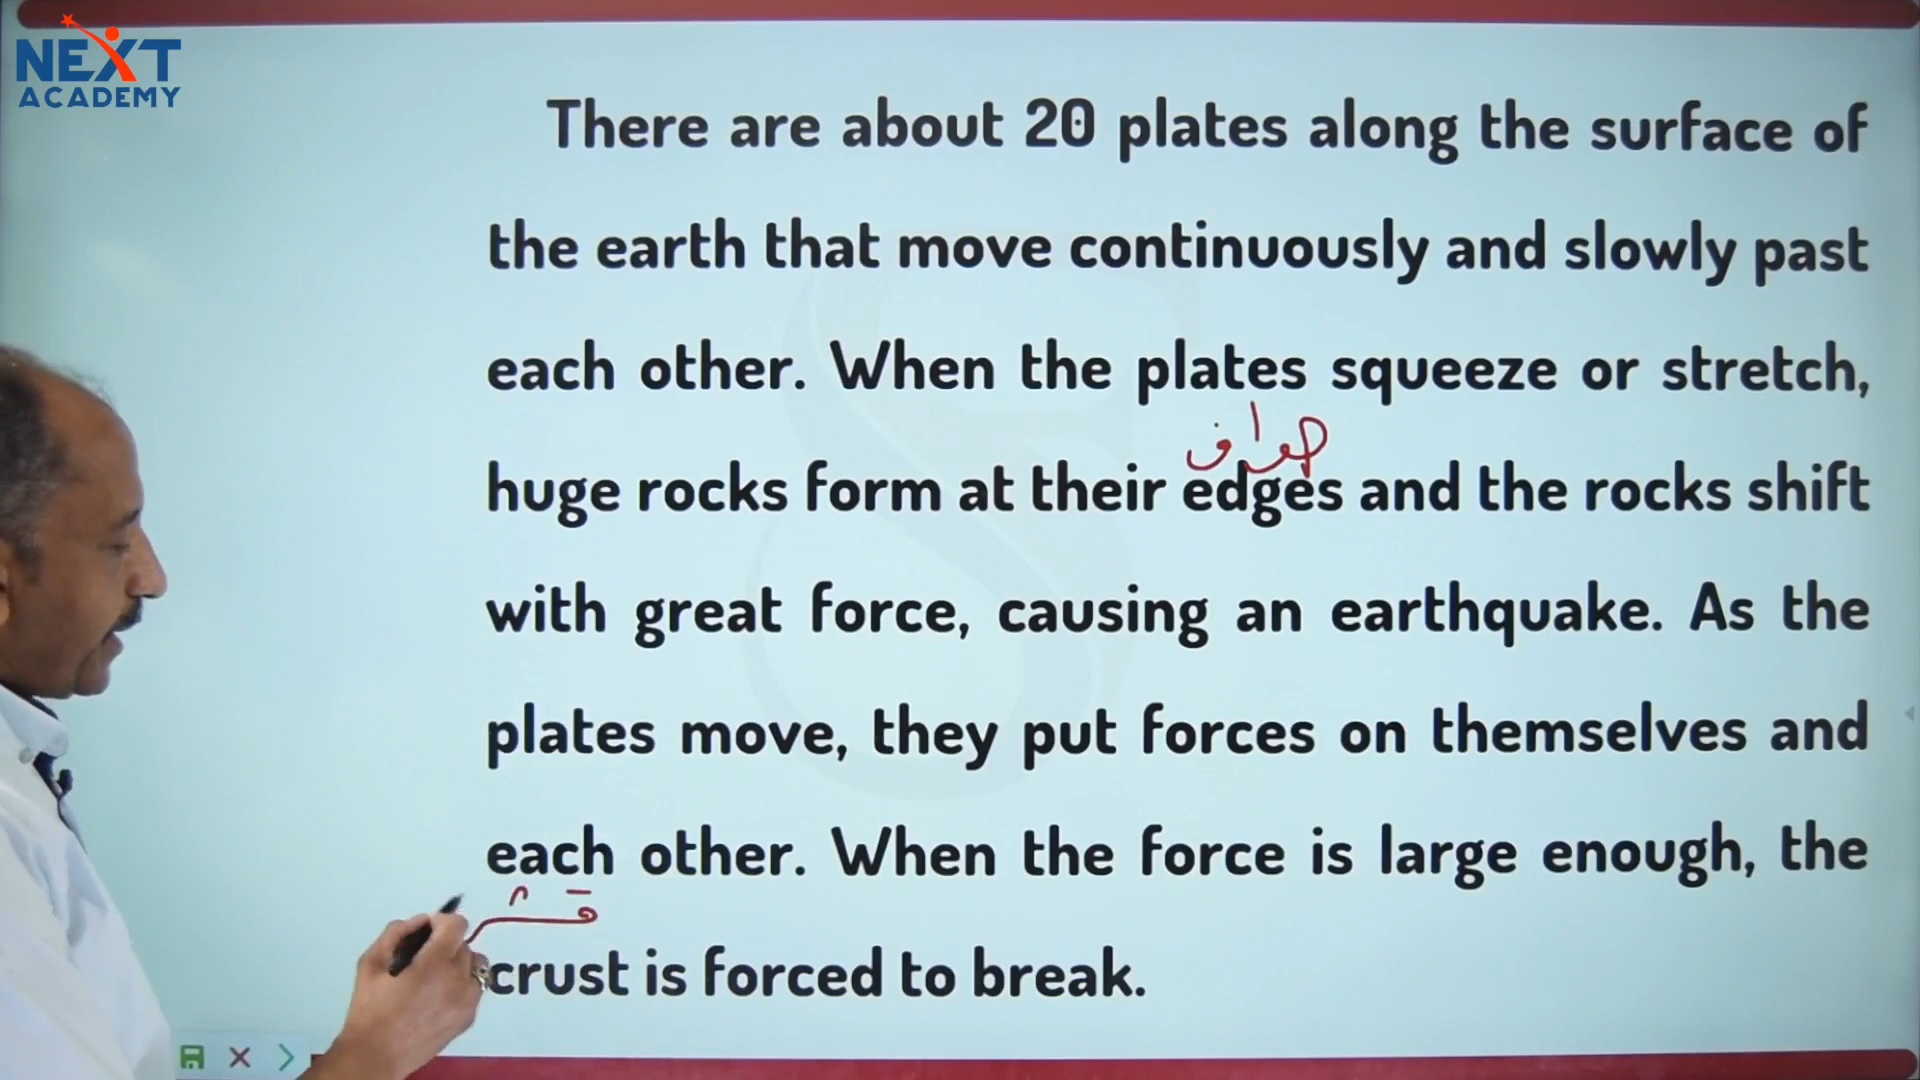 NEXT
ACADEMY
There are about 20 plates along the surface of
the earth that move continuously and slowly past
each other. When the plates squeeze or stretch,
huge rocks form at their edges and the rocks shift
with great force, causing an earthquake. As the
plates move, they put forces on themselves and
each other. When the force is large enough, the
crust is forced to break.